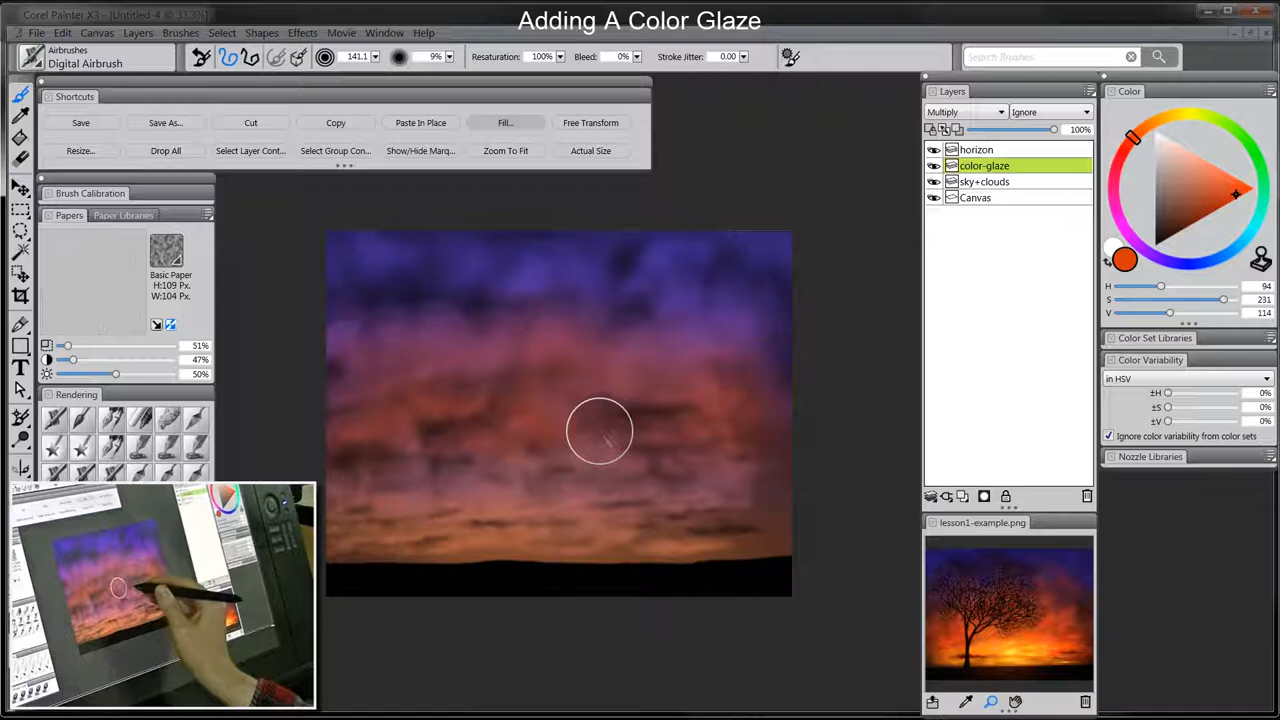 Corel Painter X3 - [Untitled-4 @ 33.3%]
Adding A Color Glaze
File Edit Canvas Layers Brushes Select Shapes Effects Movie Window Help
Airbrushes
Digital Airbrush
141.1
9%
Resaturation: 100%
Bleed: 0%
Stroke Jitter: 0.00
Search Brushes
Shortcuts
Save
Save As...
Cut
Copy
Paste In Place
Fill...
Free Transform
Resize...
Drop All
Select Layer Cont...
Select Group Con...
Show/Hide Marq...
Zoom To Fit
Actual Size
Brush Calibration
Papers Paper Libraries
Basic Paper
H:109 Px.
W:104 Px.
51%
47%
50%
Rendering
T
Layers
Multiply
Ignore
100%
horizon
color-glaze
sky+clouds
Canvas
lesson1-example.png
Color
H 94
S 231
V 114
Color Set Libraries
Color Variability
in HSV
±H 0%
±S 0%
±V 0%
Ignore color variability from color sets
Nozzle Libraries